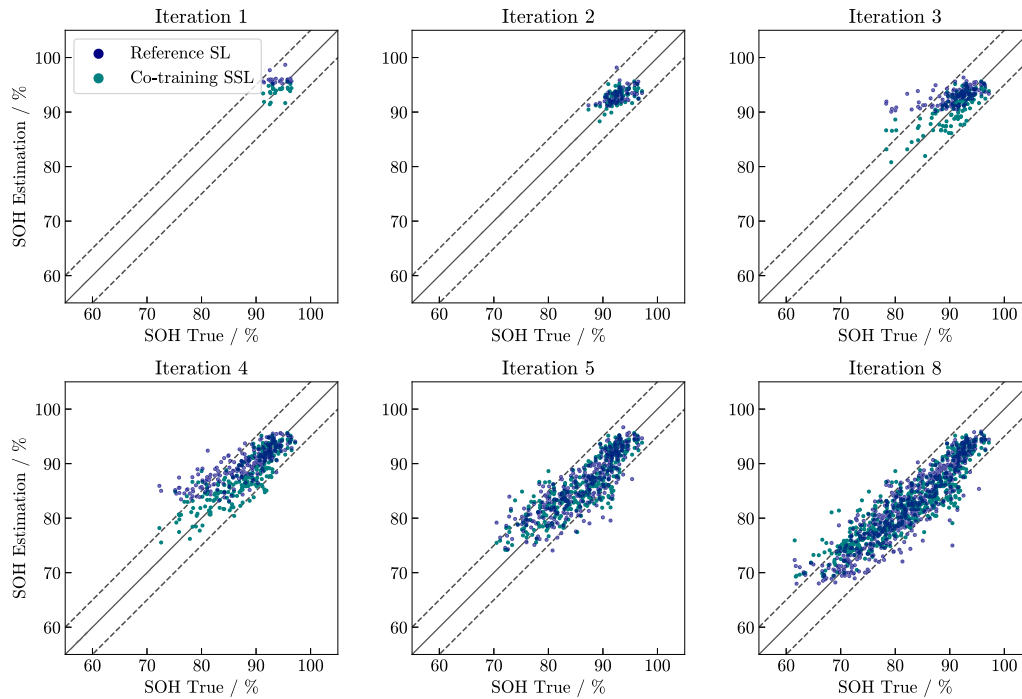 Iteration 1
Iteration 2
Iteration 3
Reference SL
Co-training SSL
SOH Estimation / %
100
90
80
70
60
60 70 80 90 100
SOH True / %
100
90
80
70
60
60 70 80 90 100
SOH True / %
100
90
80
70
60
60 70 80 90 100
SOH True / %
Iteration 4
Iteration 5
Iteration 8
SOH Estimation / %
100
90
80
70
60
60 70 80 90 100
SOH True / %
100
90
80
70
60
60 70 80 90 100
SOH True / %
100
90
80
70
60
60 70 80 90 100
SOH True / %